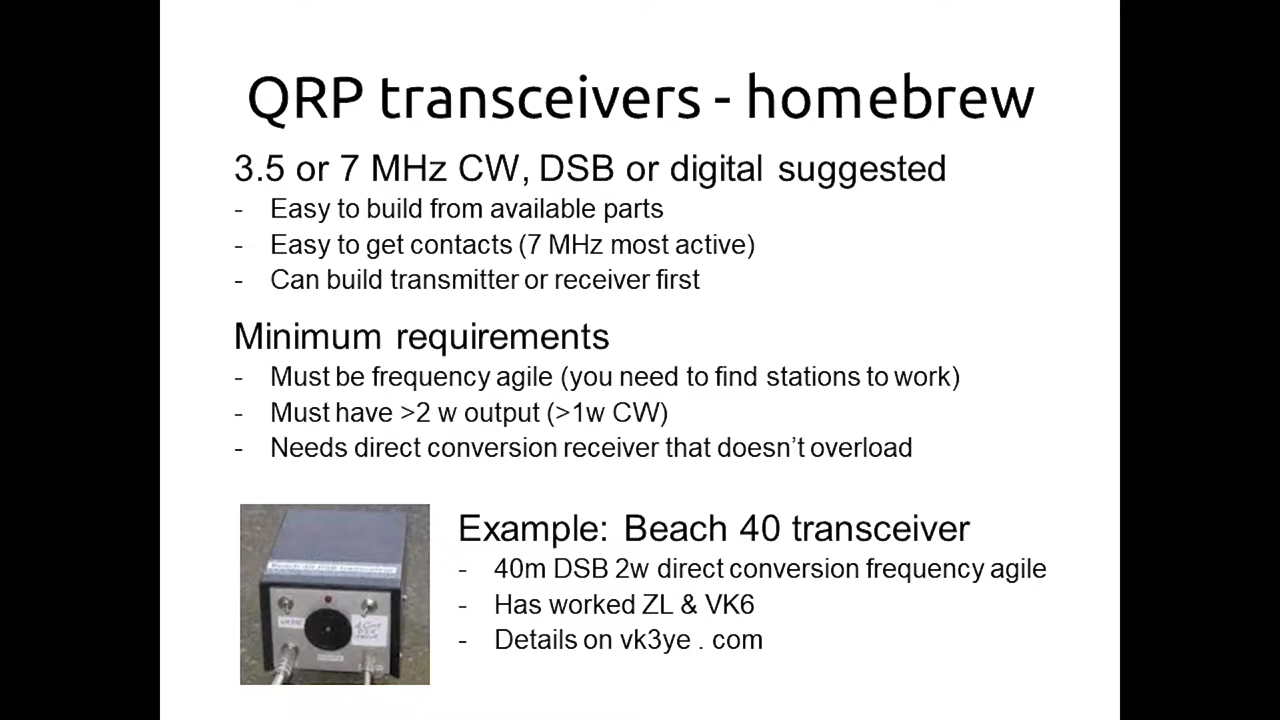 QRP transceivers - homebrew
3.5 or 7 MHz CW, DSB or digital suggested
- Easy to build from available parts
- Easy to get contacts (7 MHz most active)
- Can build transmitter or receiver first
Minimum requirements
- Must be frequency agile (you need to find stations to work)
- Must have >2 w output (>1w CW)
- Needs direct conversion receiver that doesn't overload
Example: Beach 40 transceiver
- 40m DSB 2w direct conversion frequency agile
- Has worked ZL & VK6
- Details on vk3ye . com